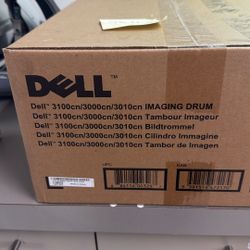 DELL™
Dell™ 3100cn/3000cn/3010cn IMAGING DRUM
Dell™ 3100cn/3000cn/3010cn Tambour Imageur
Dell™ 3100cn/3000cn/3010cn Bildtrommel
Dell™ 3100cn/3000cn/3010cn Cilindro Immagine
Dell™ 3100cn/3000cn/3010cn Tambor de Imagen
UPC
EAN